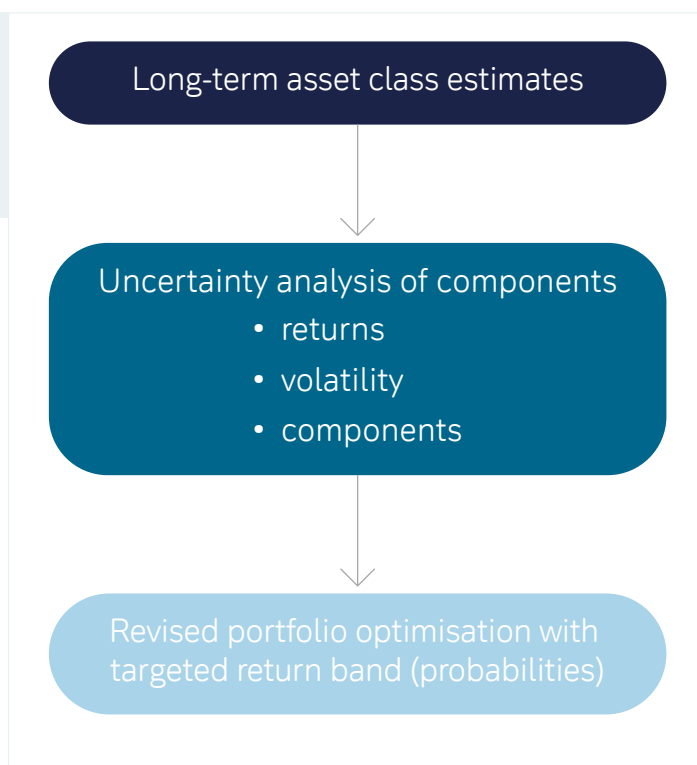 Long-term asset class estimates
Uncertainty analysis of components
• returns
• volatility
• components
Revised portfolio optimisation with
targeted return band (probabilities)